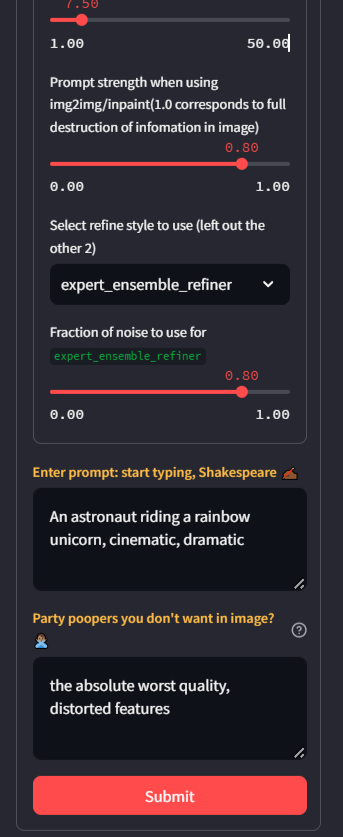 7.50
1.00 50.00
Prompt strength when using
img2img/inpaint(1.0 corresponds to full
destruction of infomation in image)
0.80
0.00 1.00
Select refine style to use (left out the
other 2)
expert_ensemble_refiner
Fraction of noise to use for
expert_ensemble_refiner
0.80
0.00 1.00
Enter prompt: start typing, Shakespeare
An astronaut riding a rainbow
unicorn, cinematic, dramatic
Party poopers you don't want in image?
the absolute worst quality,
distorted features
Submit